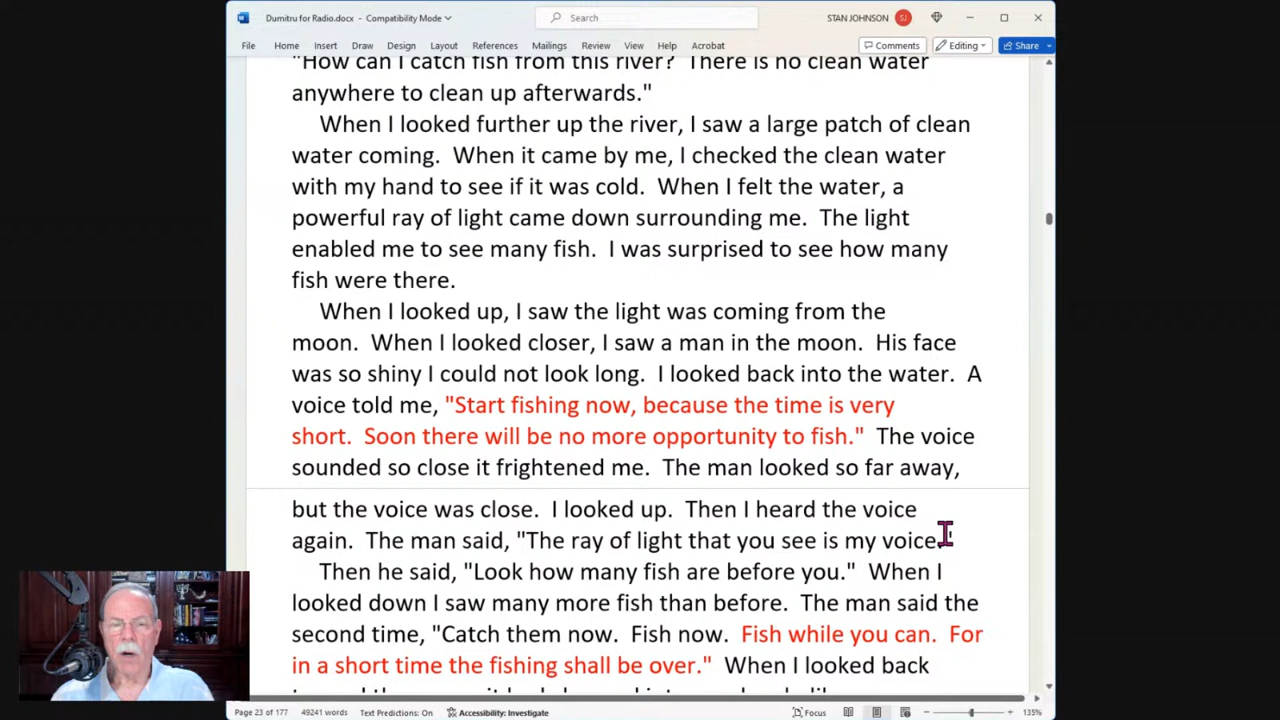 Dumitru for Radio.docx - Compatibility Mode
Search
STAN JOHNSON
SJ
File Home Insert Draw Design Layout References Mailings Review View Help Acrobat
Comments Editing Share
"How can I catch fish from this river?  There is no clean water
anywhere to clean up afterwards."
When I looked further up the river, I saw a large patch of clean
water coming.  When it came by me, I checked the clean water
with my hand to see if it was cold.  When I felt the water, a
powerful ray of light came down surrounding me.  The light
enabled me to see many fish.  I was surprised to see how many
fish were there.
When I looked up, I saw the light was coming from the
moon.  When I looked closer, I saw a man in the moon.  His face
was so shiny I could not look long.  I looked back into the water.  A
voice told me, "Start fishing now, because the time is very
short.  Soon there will be no more opportunity to fish."  The voice
sounded so close it frightened me.  The man looked so far away,
but the voice was close.  I looked up.  Then I heard the voice
again.  The man said, "The ray of light that you see is my voice.
Then he said, "Look how many fish are before you."  When I
looked down I saw many more fish than before.  The man said the
second time, "Catch them now.  Fish now.  Fish while you can.  For
in a short time the fishing shall be over."  When I looked back
Page 23 of 177 49241 words Text Predictions: On Accessibility: Investigate Focus 135%